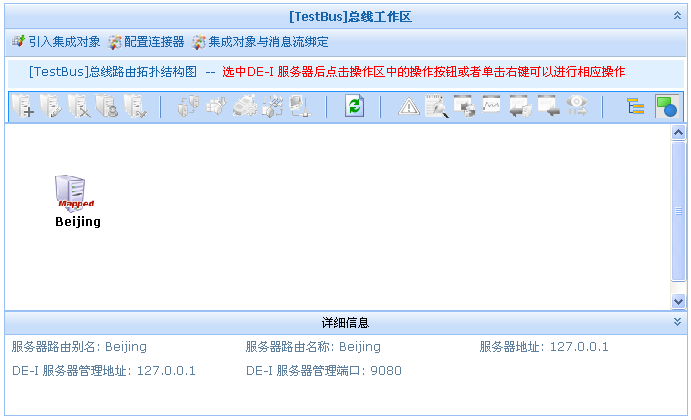 [TestBus]总线工作区
引入集成对象 配置连接器 集成对象与消息流绑定
[TestBus]总线路由拓扑结构图 -- 选中DE-I 服务器后点击操作区中的操作按钮或者单击右键可以进行相应操作
Mapped
Beijing
详细信息
服务器路由别名: Beijing 服务器路由名称: Beijing 服务器地址: 127.0.0.1
DE-I 服务器管理地址: 127.0.0.1 DE-I 服务器管理端口: 9080